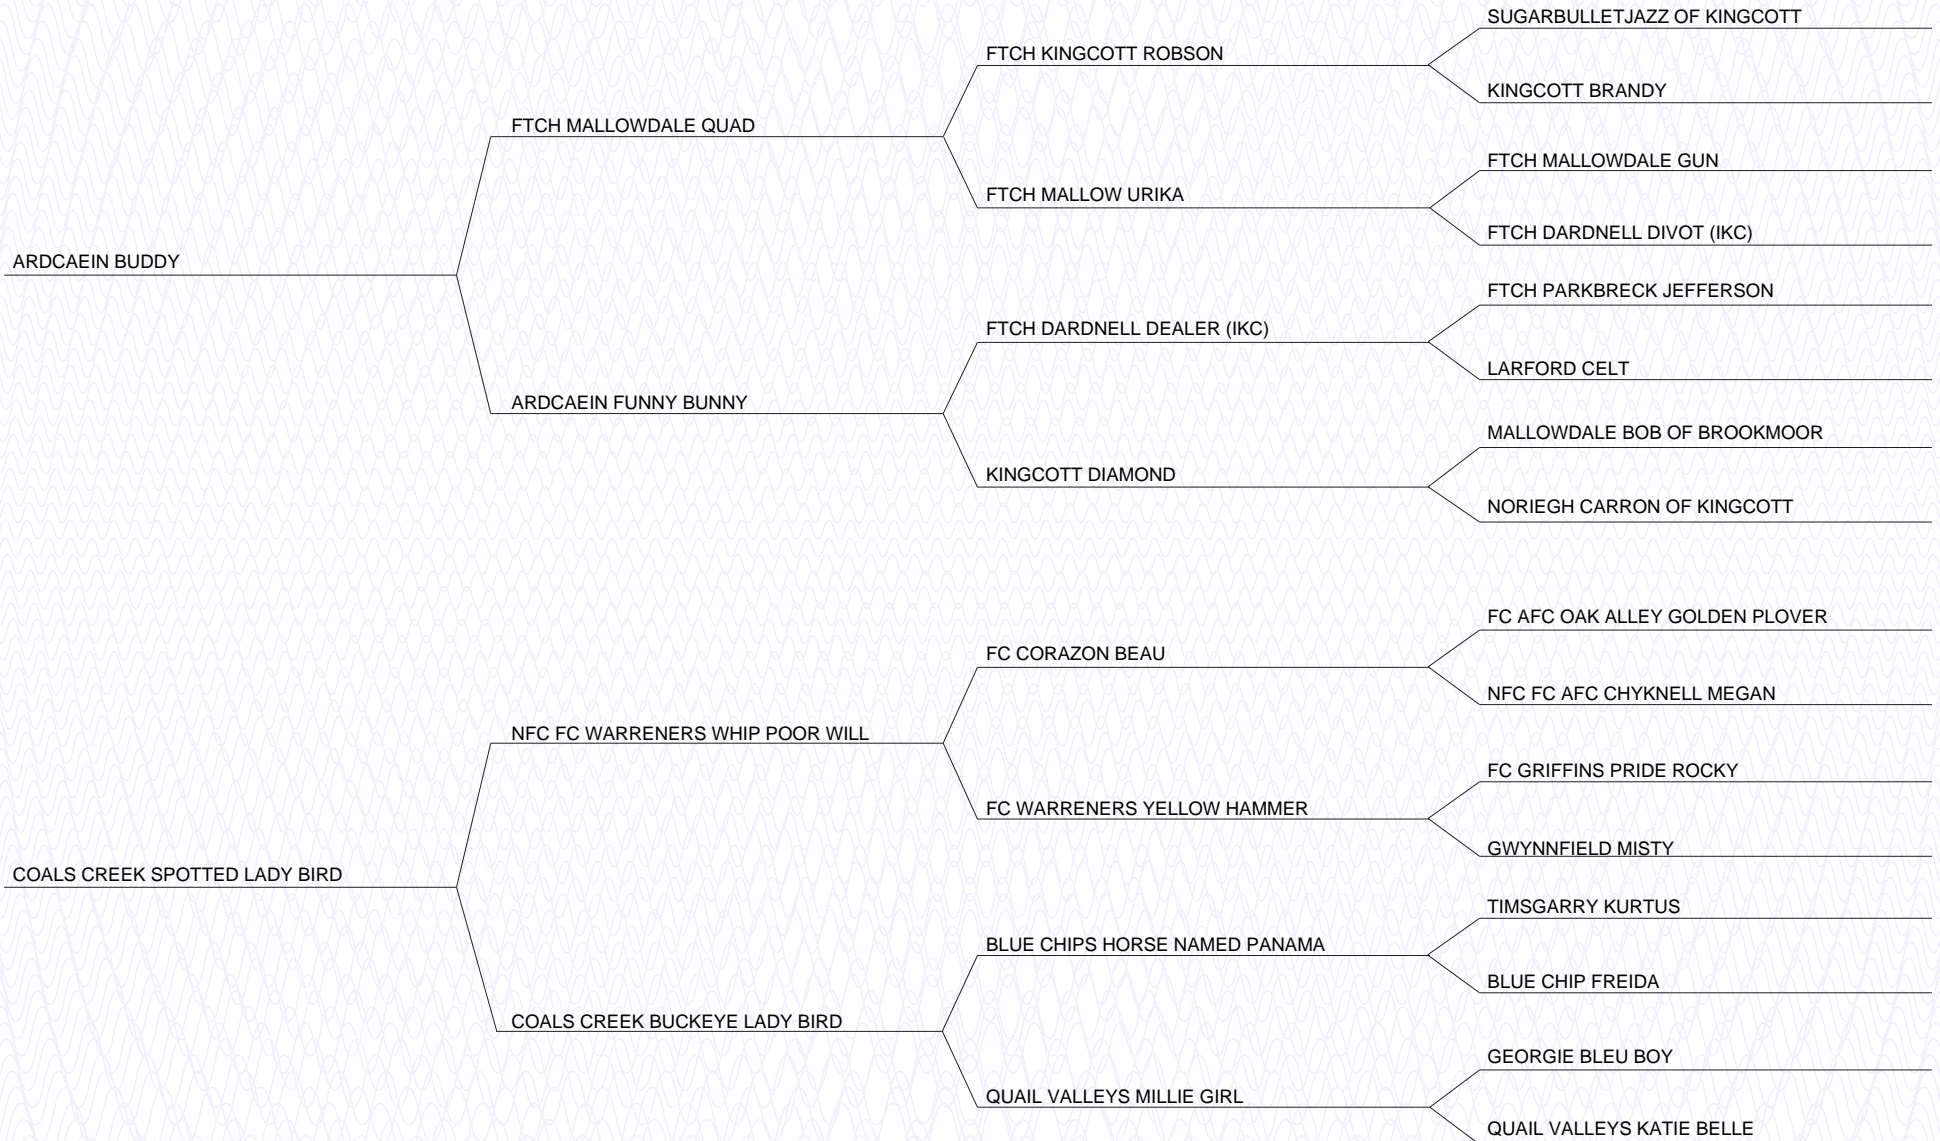 SUGARBULLETJAZZ OF KINGCOTT
FTCH KINGCOTT ROBSON
KINGCOTT BRANDY
FTCH MALLOWDALE QUAD
FTCH MALLOWDALE GUN
FTCH MALLOW URIKA
FTCH DARDNELL DIVOT (IKC)
ARDCAEIN BUDDY
FTCH PARKBRECK JEFFERSON
FTCH DARDNELL DEALER (IKC)
LARFORD CELT
ARDCAEIN FUNNY BUNNY
MALLOWDALE BOB OF BROOKMOOR
KINGCOTT DIAMOND
NORIEGH CARRON OF KINGCOTT
FC AFC OAK ALLEY GOLDEN PLOVER
FC CORAZON BEAU
NFC FC AFC CHYKNELL MEGAN
NFC FC WARRENERS WHIP POOR WILL
FC GRIFFINS PRIDE ROCKY
FC WARRENERS YELLOW HAMMER
GWYNNFIELD MISTY
COALS CREEK SPOTTED LADY BIRD
TIMSGARRY KURTUS
BLUE CHIPS HORSE NAMED PANAMA
BLUE CHIP FREIDA
COALS CREEK BUCKEYE LADY BIRD
GEORGIE BLEU BOY
QUAIL VALLEYS MILLIE GIRL
QUAIL VALLEYS KATIE BELLE